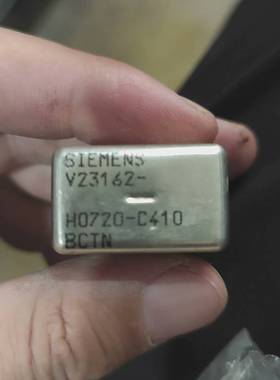 SIEMENS
V23162-
H0720-C410
BCTN